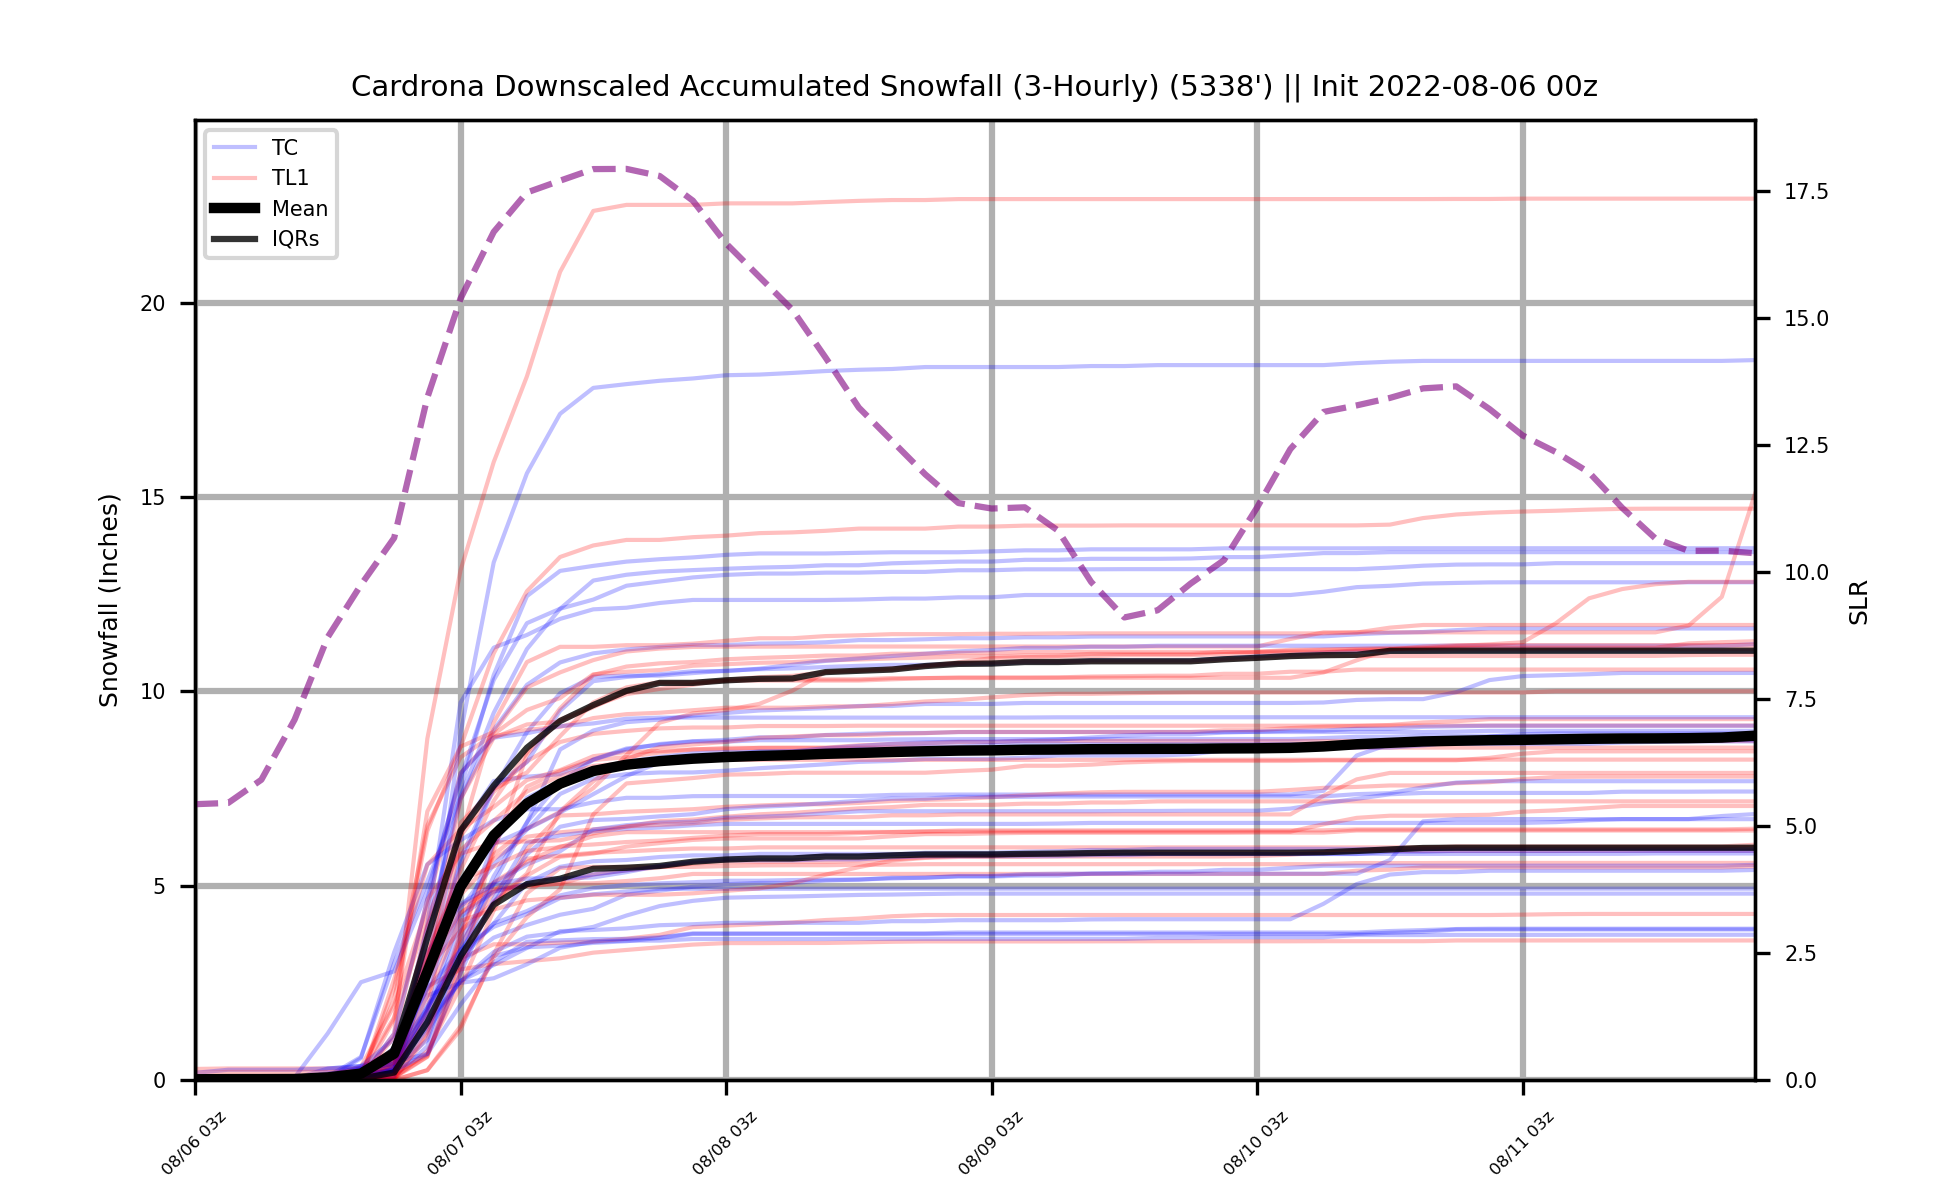 Cardrona Downscaled Accumulated Snowfall (3-Hourly) (5338') || Init 2022-08-06 00z
TC
TL1
Mean
IQRs
Snowfall (Inches)
20
15
10
5
0
17.5
15.0
12.5
10.0
7.5
5.0
2.5
0.0
SLR
08/06 03z
08/07 03z
08/08 03z
08/09 03z
08/10 03z
08/11 03z